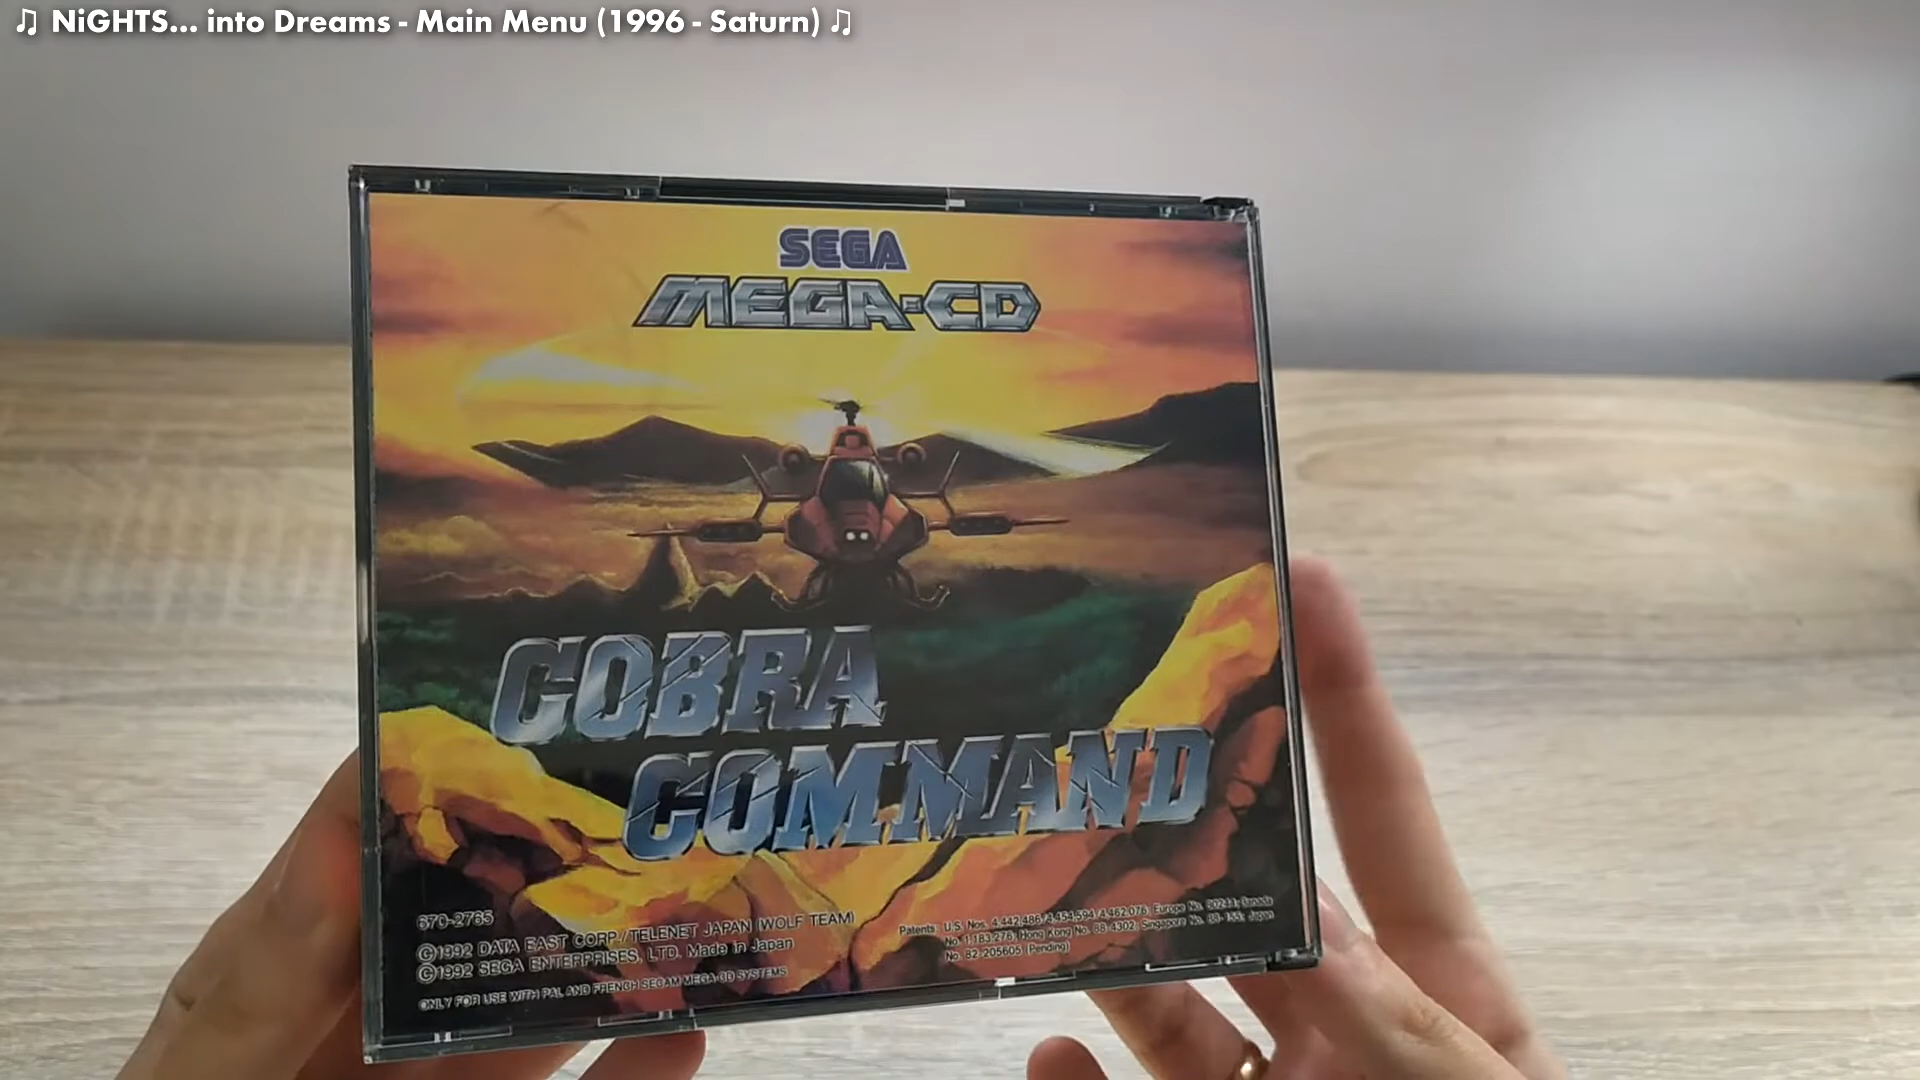 ♫ NiGHTS... into Dreams - Main Menu (1996 - Saturn) ♫
SEGA
MEGA-CD
COBRA
COMMAND
670-2765
©1992 DATA EAST CORP./TELENET JAPAN (WOLF TEAM)
©1992 SEGA ENTERPRISES, LTD. Made in Japan
ONLY FOR USE WITH PAL AND FRENCH SECAM MEGA-CD SYSTEMS
Patents: U.S. Nos. 4,442,486/4,454,594/4,462,076; Europe No. 80244; Canada
No. 1,183,276; Hong Kong No. 88-4302; Singapore No. 88-155; Japan
No. 82-205605 (Pending)